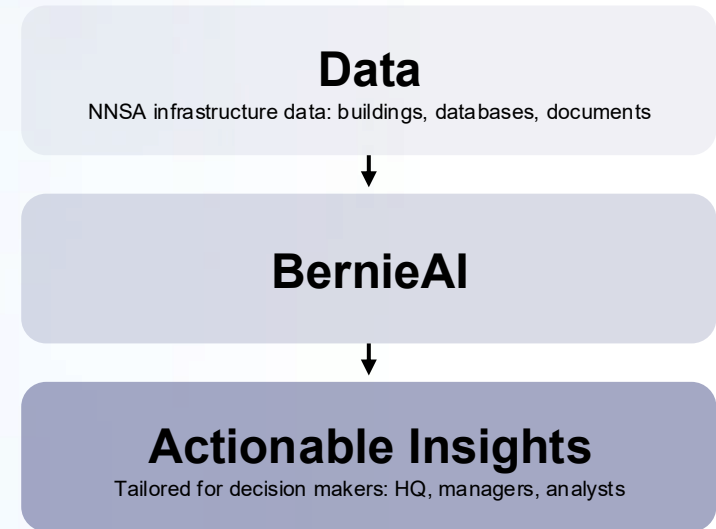 Data
NNSA infrastructure data: buildings, databases, documents
BernieAI
Actionable Insights
Tailored for decision makers: HQ, managers, analysts